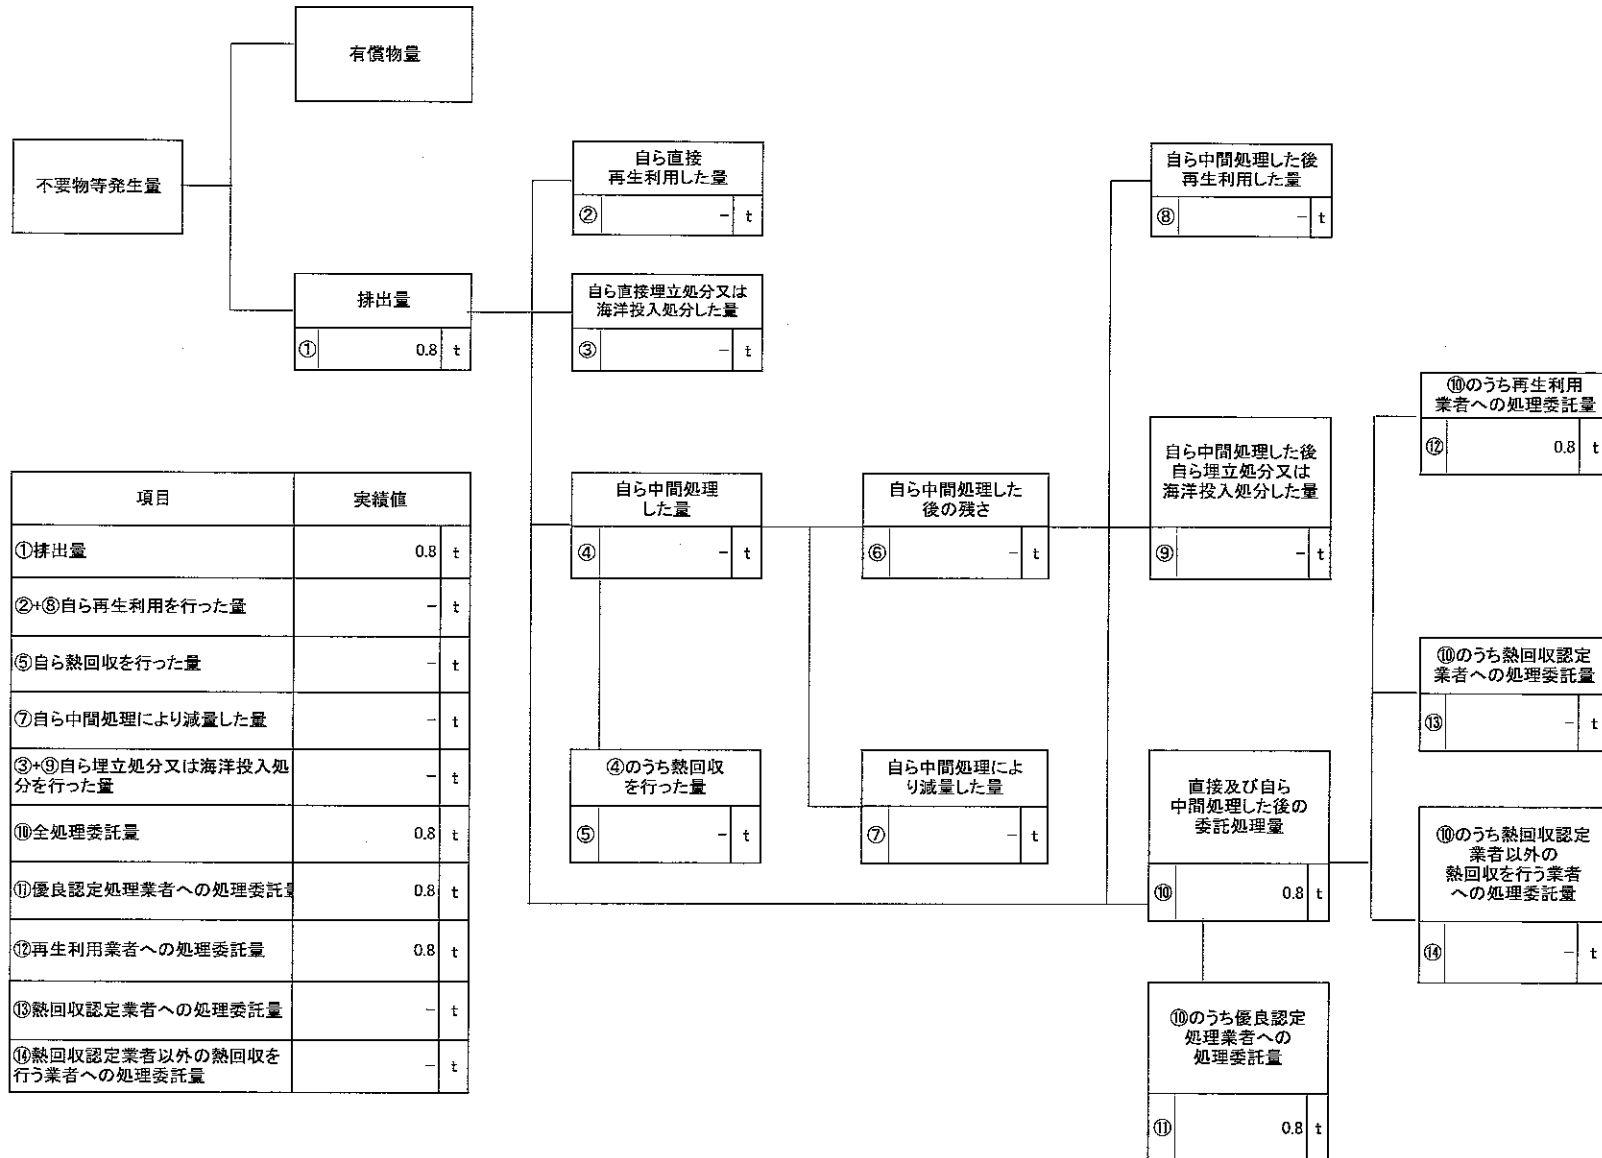 有償物量
不要物等発生量
排出量
① 0.8 t
自ら直接
再生利用した量
② － t
自ら直接埋立処分又は
海洋投入処分した量
③ － t
自ら中間処理
した量
④ － t
④のうち熱回収
を行った量
⑤ － t
自ら中間処理した
後の残さ
⑥ － t
自ら中間処理によ
り減量した量
⑦ － t
自ら中間処理した後
再生利用した量
⑧ － t
自ら中間処理した後
自ら埋立処分又は
海洋投入処分した量
⑨ － t
直接及び自ら
中間処理した後の
委託処理量
⑩ 0.8 t
⑩のうち優良認定
処理業者への
処理委託量
⑪ 0.8 t
⑩のうち再生利用
業者への処理委託量
⑫ 0.8 t
⑩のうち熱回収認定
業者への処理委託量
⑬ － t
⑩のうち熱回収認定
業者以外の
熱回収を行う業者
への処理委託量
⑭ － t
項目 実績値
①排出量 0.8 t
②+⑧自ら再生利用を行った量 － t
⑤自ら熱回収を行った量 － t
⑦自ら中間処理により減量した量 － t
③+⑨自ら埋立処分又は海洋投入処
分を行った量 － t
⑩全処理委託量 0.8 t
⑪優良認定処理業者への処理委託量 0.8 t
⑫再生利用業者への処理委託量 0.8 t
⑬熱回収認定業者への処理委託量 － t
⑭熱回収認定業者以外の熱回収を
行う業者への処理委託量 － t